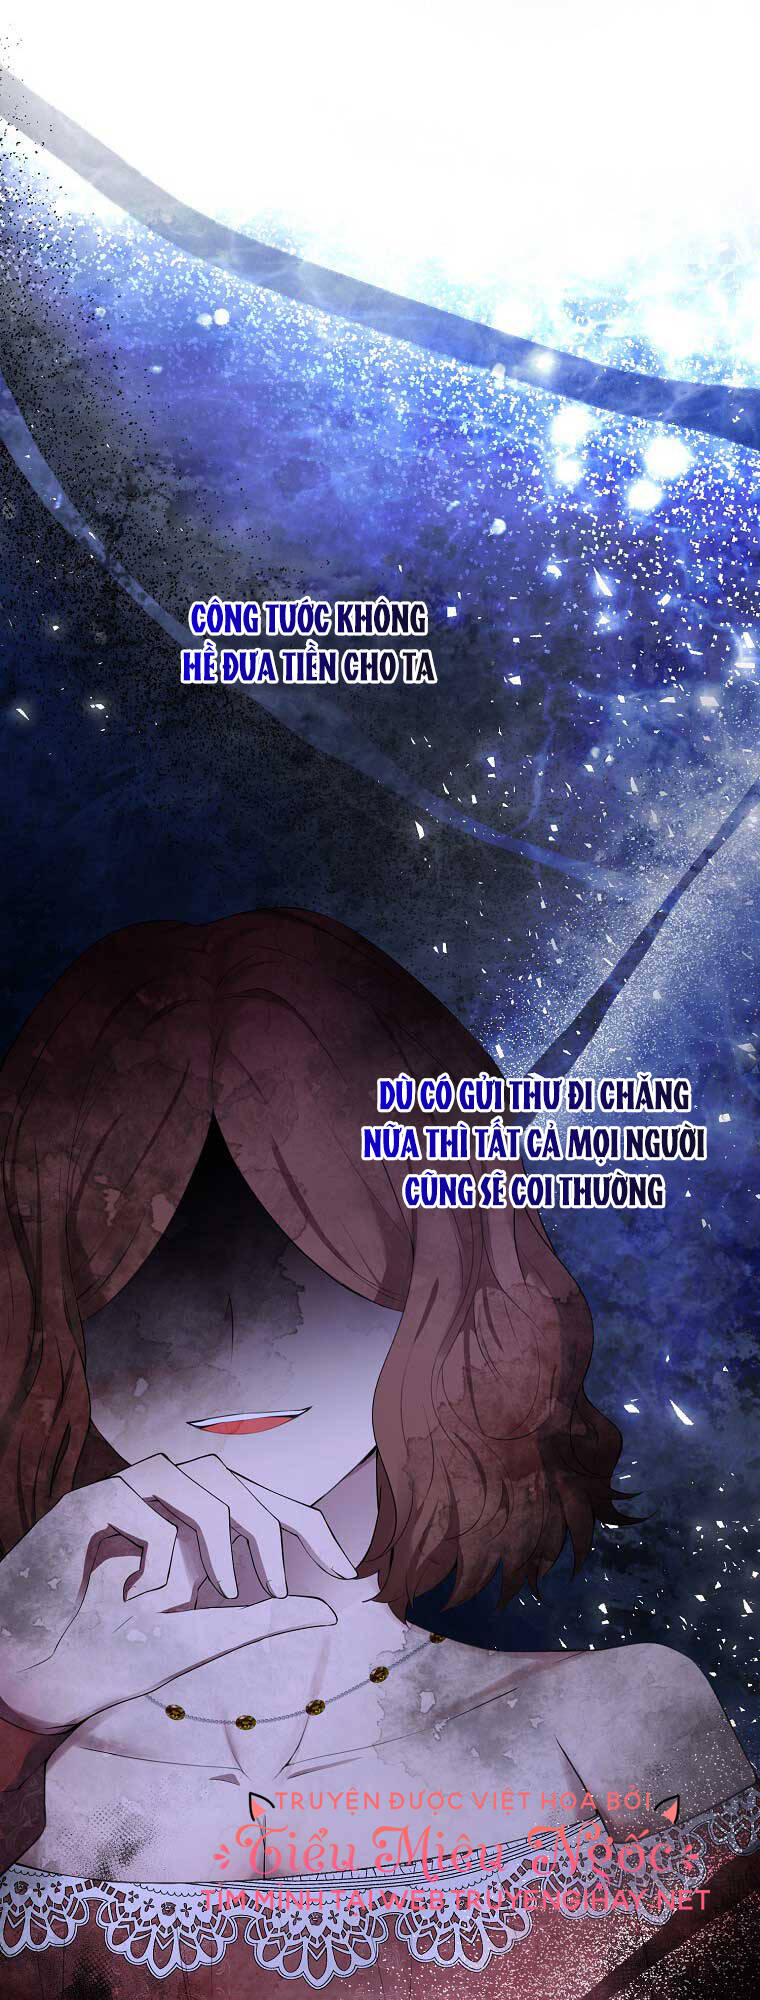 CÔNG TƯỚC KHÔNG
HỀ ĐƯA TIỀN CHO TA
DÙ CÓ GỬI THƯ ĐI CHĂNG
NỮA THÌ TẤT CẢ MỌI NGƯỜI
CŨNG SẼ COI THƯỜNG
TRUYỆN ĐƯỢC VIỆT HOÁ BỞI
Tiểu Miêu Ngốc
TÌM MÌNH TẠI WEB TRUYENGIHAY.NET